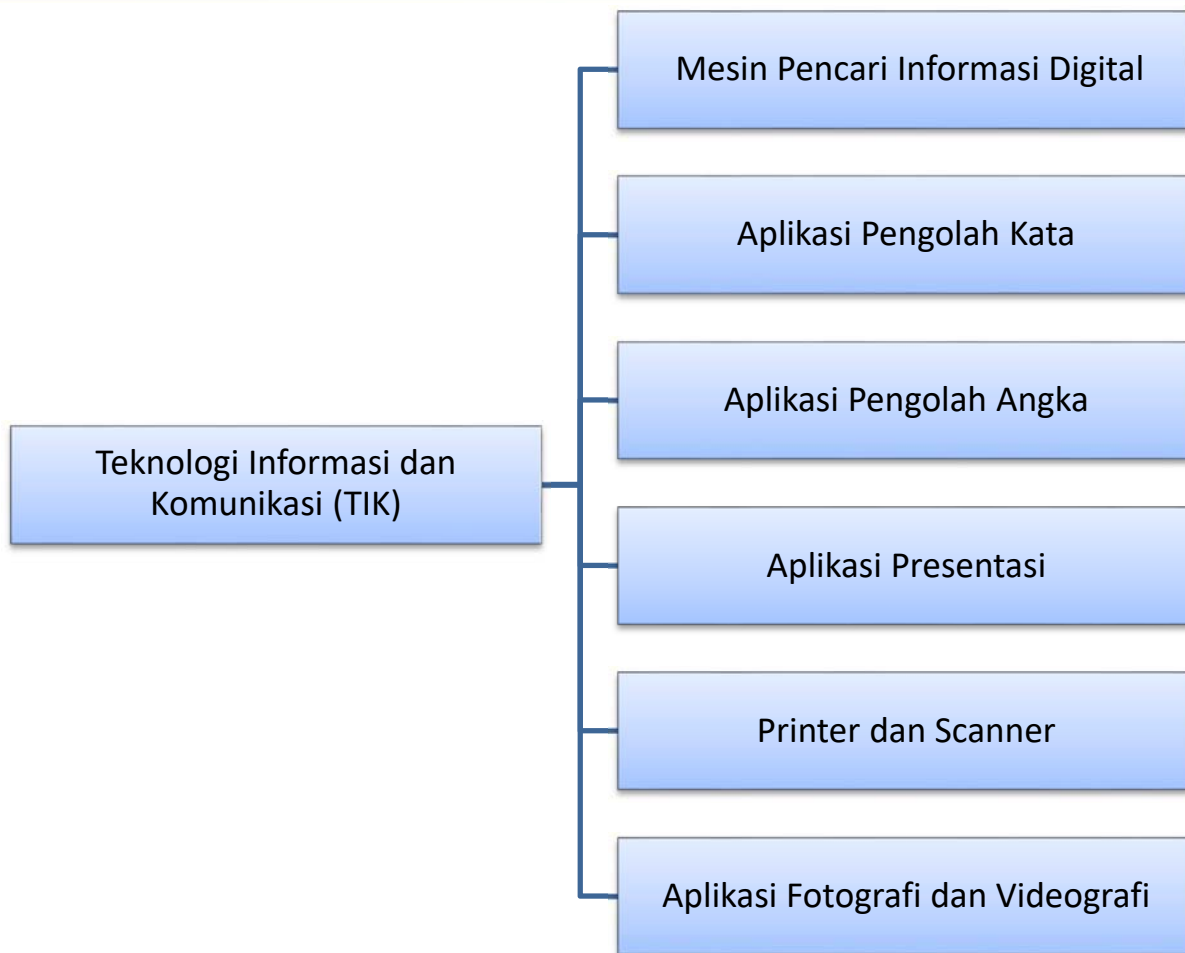 Mesin Pencari Informasi Digital
Aplikasi Pengolah Kata
Aplikasi Pengolah Angka
Teknologi Informasi dan
Komunikasi (TIK)
Aplikasi Presentasi
Printer dan Scanner
Aplikasi Fotografi dan Videografi